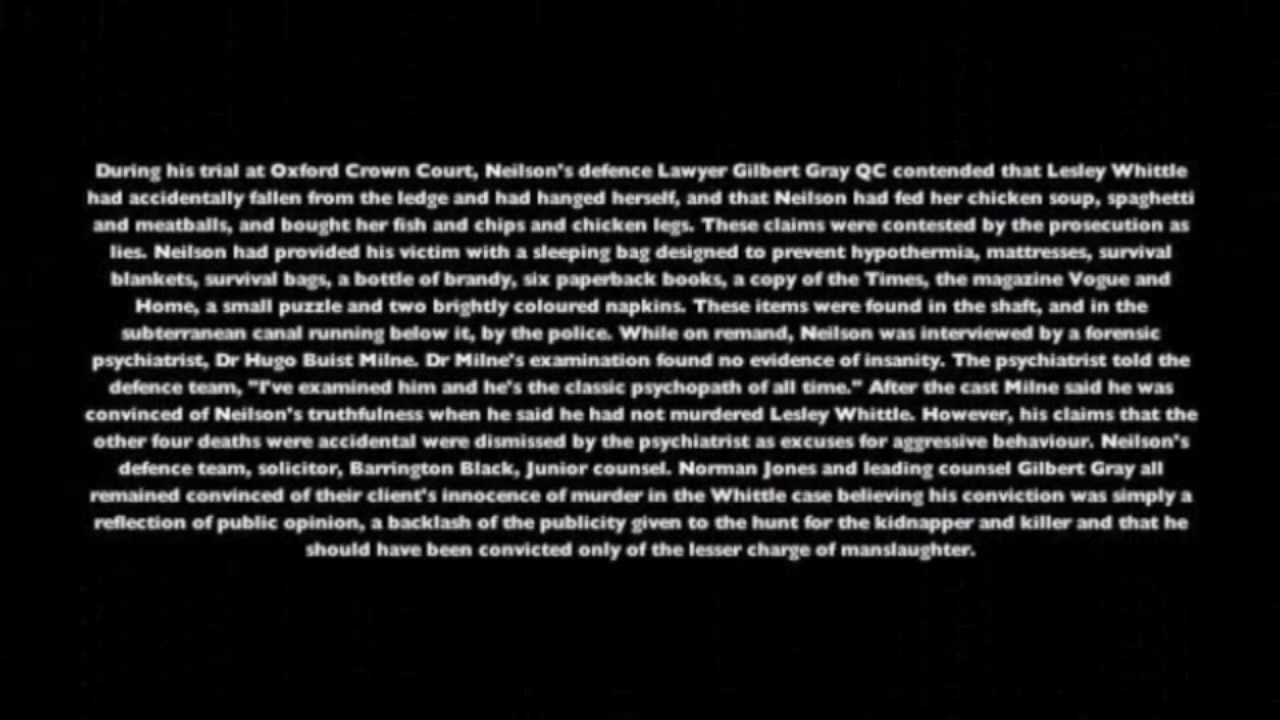 During his trial at Oxford Crown Court, Neilson's defence Lawyer Gilbert Gray QC contended that Lesley Whittle
had accidentally fallen from the ledge and had hanged herself, and that Neilson had fed her chicken soup, spaghetti
and meatballs, and bought her fish and chips and chicken legs. These claims were contested by the prosecution as
lies. Neilson had provided his victim with a sleeping bag designed to prevent hypothermia, mattresses, survival
blankets, survival bags, a bottle of brandy, six paperback books, a copy of the Times, the magazine Vogue and
Home, a small puzzle and two brightly coloured napkins. These items were found in the shaft, and in the
subterranean canal running below it, by the police. While on remand, Neilson was interviewed by a forensic
psychiatrist, Dr Hugo Buist Milne. Dr Milne's examination found no evidence of insanity. The psychiatrist told the
defence team, "I've examined him and he's the classic psychopath of all time." After the cast Milne said he was
convinced of Neilson's truthfulness when he said he had not murdered Lesley Whittle. However, his claims that the
other four deaths were accidental were dismissed by the psychiatrist as excuses for aggressive behaviour. Neilson's
defence team, solicitor, Barrington Black, Junior counsel. Norman Jones and leading counsel Gilbert Gray all
remained convinced of their client's innocence of murder in the Whittle case believing his conviction was simply a
reflection of public opinion, a backlash of the publicity given to the hunt for the kidnapper and killer and that he
should have been convicted only of the lesser charge of manslaughter.